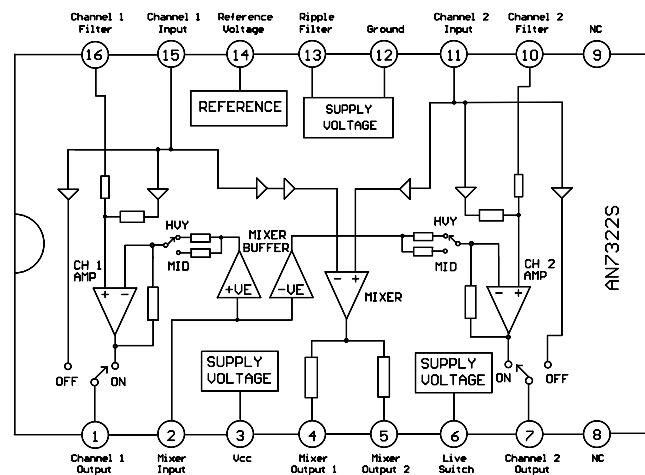 Channel 1 Filter
Channel 1 Input
Reference Voltage
Ripple Filter
Ground
Channel 2 Input
Channel 2 Filter
NC
16
15
14
13
12
11
10
9
REFERENCE
SUPPLY VOLTAGE
HVY
MID
MIXER BUFFER
HVY
MID
CH 1 AMP
+ -
+VE
-VE
- +
MIXER
- +
CH 2 AMP
AN7322S
OFF
ON
SUPPLY VOLTAGE
SUPPLY VOLTAGE
ON
OFF
1
2
3
4
5
6
7
8
Channel 1 Output
Mixer Input
Vcc
Mixer Output 1
Mixer Output 2
Live Switch
Channel 2 Output
NC